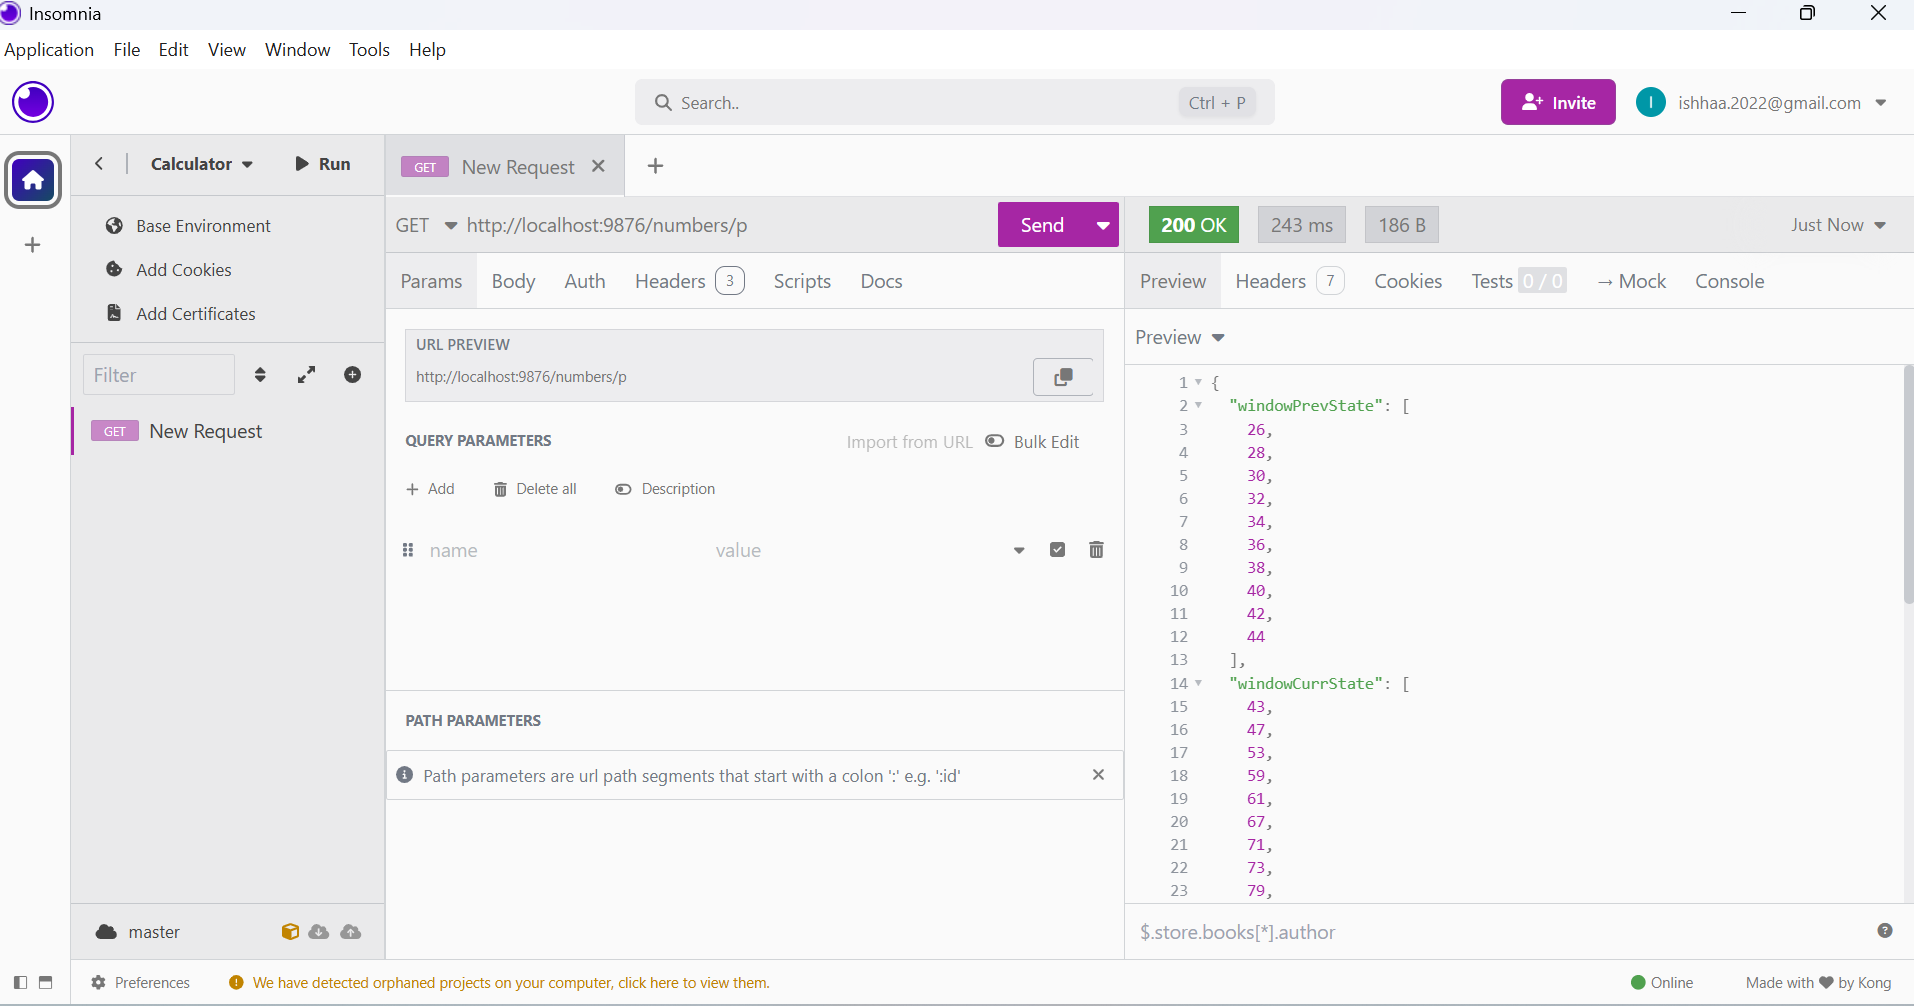 Insomnia
Application File Edit View Window Tools Help
Search.. Ctrl + P
Invite
I ishhaa.2022@gmail.com
Calculator Run
GET New Request
Base Environment
Add Cookies
Add Certificates
Filter
GET New Request
GET http://localhost:9876/numbers/p Send
Params Body Auth Headers 3 Scripts Docs
URL PREVIEW
http://localhost:9876/numbers/p
QUERY PARAMETERS Import from URL Bulk Edit
+ Add Delete all Description
name value
PATH PARAMETERS
Path parameters are url path segments that start with a colon ':' e.g. ':id'
200 OK 243 ms 186 B Just Now
Preview Headers 7 Cookies Tests 0 / 0 → Mock Console
Preview
1 {
2 "windowPrevState": [
3 26,
4 28,
5 30,
6 32,
7 34,
8 36,
9 38,
10 40,
11 42,
12 44
13 ],
14 "windowCurrState": [
15 43,
16 47,
17 53,
18 59,
19 61,
20 67,
21 71,
22 73,
23 79,
$.store.books[*].author
master
Preferences We have detected orphaned projects on your computer, click here to view them.
Online Made with ♥ by Kong